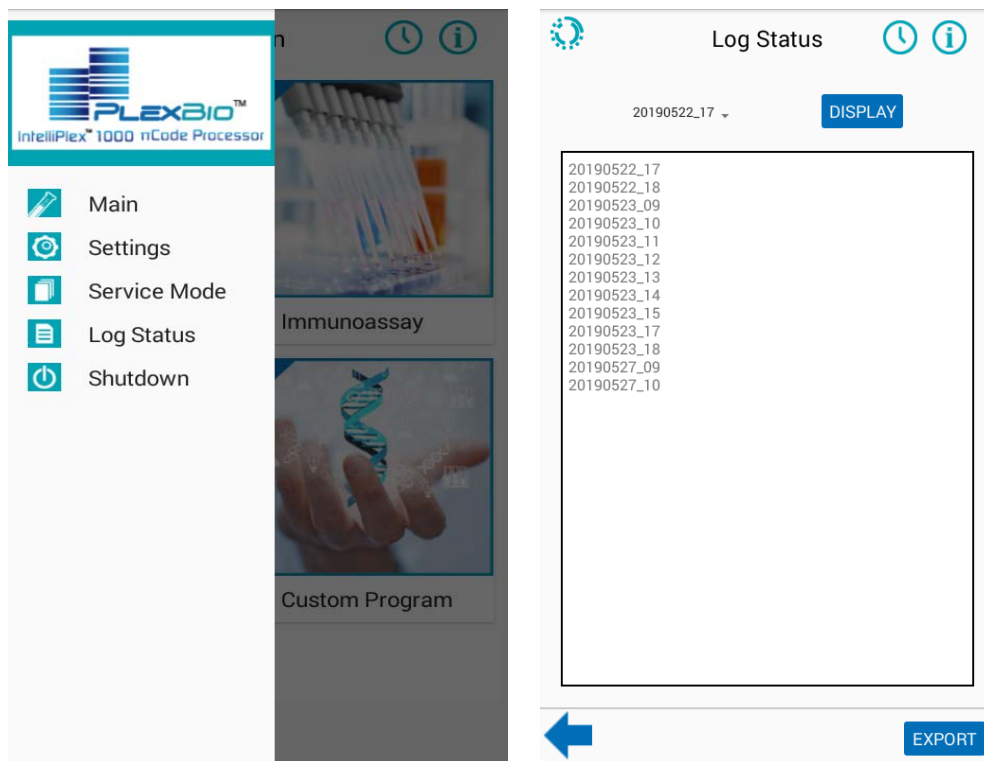 n
PLEXBIO™
IntelliPlex™ 1000 πCode Processor
Main
Settings
Service Mode
Log Status
Shutdown
Immunoassay
Custom Program
Log Status
20190522_17
DISPLAY
20190522_17
20190522_18
20190523_09
20190523_10
20190523_11
20190523_12
20190523_13
20190523_14
20190523_15
20190523_17
20190523_18
20190527_09
20190527_10
EXPORT